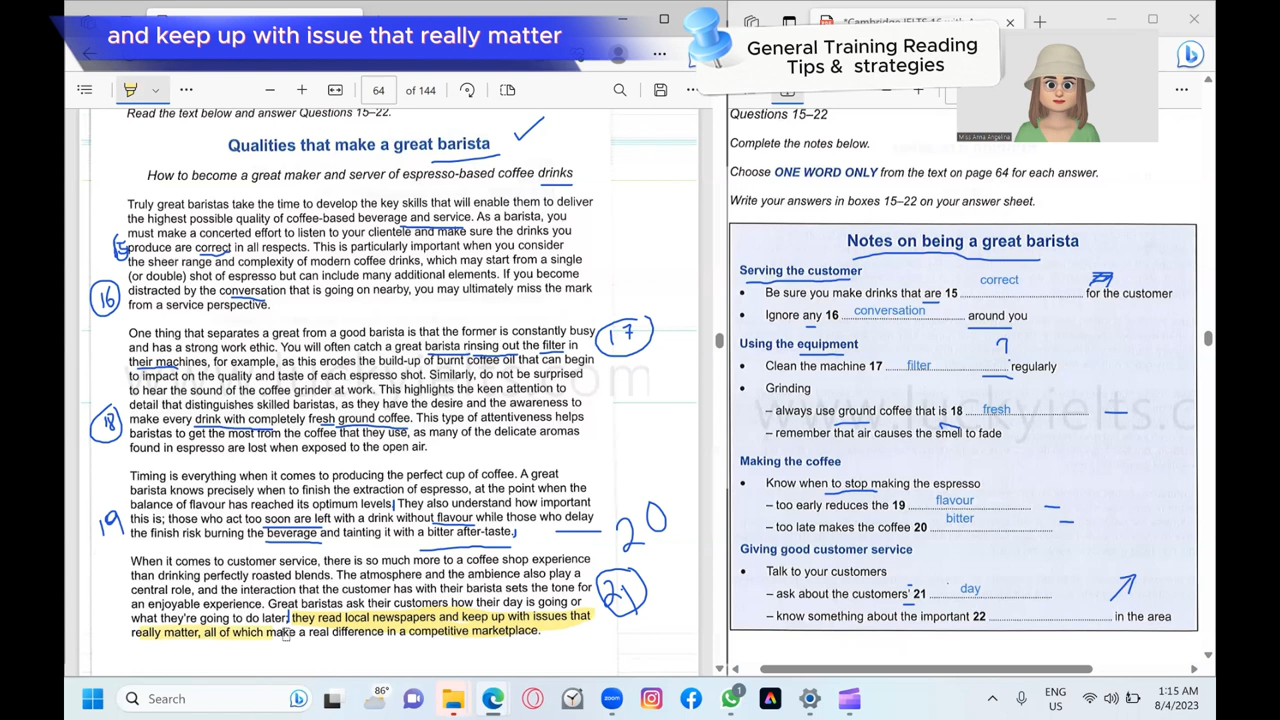 and keep up with issue that really matter
General Training Reading
Tips & strategies
Miss Anna Angelina
64
of 144
Read the text below and answer Questions 15–22.
Qualities that make a great barista
How to become a great maker and server of espresso-based coffee drinks
Truly great baristas take the time to develop the key skills that will enable them to deliver
the highest possible quality of coffee-based beverage and service. As a barista, you
must make a concerted effort to listen to your clientele and make sure the drinks you
produce are correct in all respects. This is particularly important when you consider
the sheer range and complexity of modern coffee drinks, which may start from a single
(or double) shot of espresso but can include many additional elements. If you become
distracted by the conversation that is going on nearby, you may ultimately miss the mark
from a service perspective.
15
16
One thing that separates a great from a good barista is that the former is constantly busy
and has a strong work ethic. You will often catch a great barista rinsing out the filter in
their machines, for example, as this erodes the build-up of burnt coffee oil that can begin
to impact on the quality and taste of each espresso shot. Similarly, do not be surprised
to hear the sound of the coffee grinder at work. This highlights the keen attention to
detail that distinguishes skilled baristas, as they have the desire and the awareness to
make every drink with completely fresh ground coffee. This type of attentiveness helps
baristas to get the most from the coffee that they use, as many of the delicate aromas
found in espresso are lost when exposed to the open air.
17
18
Timing is everything when it comes to producing the perfect cup of coffee. A great
barista knows precisely when to finish the extraction of espresso, at the point when the
balance of flavour has reached its optimum levels. They also understand how important
this is; those who act too soon are left with a drink without flavour while those who delay
the finish risk burning the beverage and tainting it with a bitter after-taste.
19
20
When it comes to customer service, there is so much more to a coffee shop experience
than drinking perfectly roasted blends. The atmosphere and the ambience also play a
central role, and the interaction that the customer has with their barista sets the tone for
an enjoyable experience. Great baristas ask their customers how their day is going or
what they're going to do later; they read local newspapers and keep up with issues that
really matter, all of which make a real difference in a competitive marketplace.
21
Questions 15–22
Complete the notes below.
Choose ONE WORD ONLY from the text on page 64 for each answer.
Write your answers in boxes 15–22 on your answer sheet.
Notes on being a great barista
Serving the customer
• Be sure you make drinks that are 15 correct for the customer
• Ignore any 16 conversation around you
Using the equipment
?
• Clean the machine 17 filter regularly
• Grinding
– always use ground coffee that is 18 fresh
– remember that air causes the smell to fade
Making the coffee
• Know when to stop making the espresso
– too early reduces the 19 flavour
– too late makes the coffee 20 bitter
Giving good customer service
• Talk to your customers
– ask about the customers' 21 day
– know something about the important 22 in the area
www.luckyielts.com
Search
86°
1
ENG
US
1:15 AM
8/4/2023